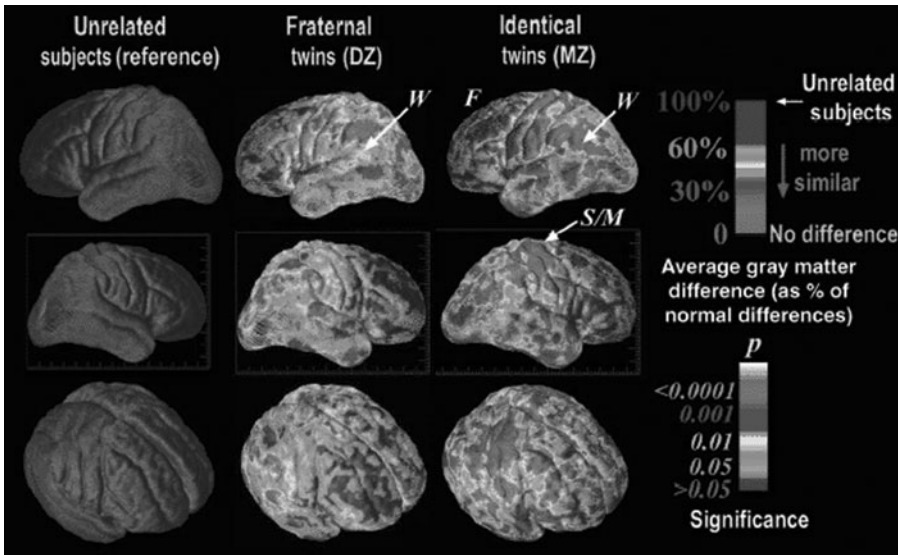 Unrelated
subjects (reference)
Fraternal
twins (DZ)
Identical
twins (MZ)
W
F
W
S/M
100%
60%
30%
0
Unrelated
subjects
more
similar
No difference
Average gray matter
difference (as % of
normal differences)
p
<0.0001
0.001
0.01
0.05
>0.05
Significance